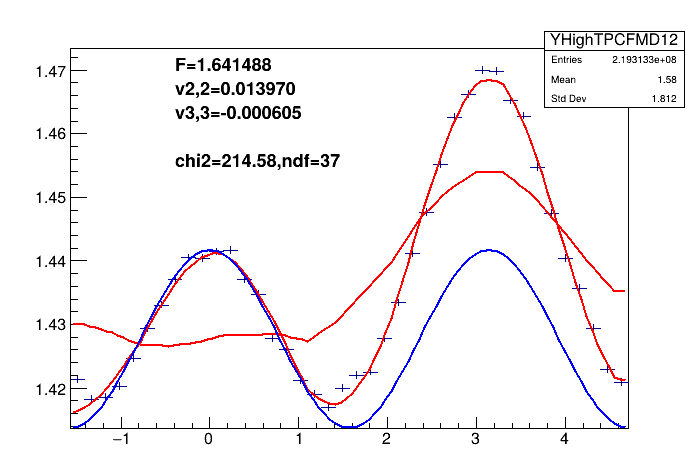 YHighTPCFMD12
Entries 2.193133e+08
Mean 1.58
Std Dev 1.812
F=1.641488
v2,2=0.013970
v3,3=-0.000605
chi2=214.58,ndf=37
1.47
1.46
1.45
1.44
1.43
1.42
−1 0 1 2 3 4